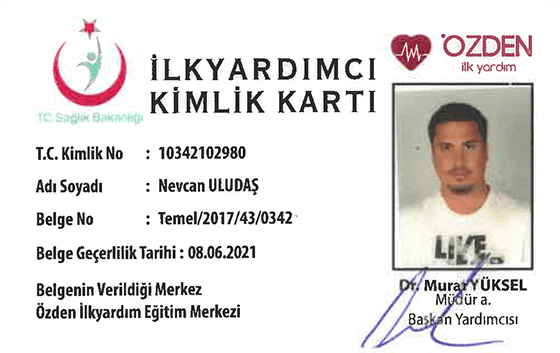 ÖZDEN
ilk yardım
İLKYARDIMCI
KİMLİK KARTI
T.C. Sağlık Bakanlığı
T.C. Kimlik No : 10342102980
Adı Soyadı : Nevcan ULUDAŞ
Belge No : Temel/2017/43/0342
Belge Geçerlilik Tarihi : 08.06.2021
Belgenin Verildiği Merkez
Özden İlkyardım Eğitim Merkezi
LIKE
Dr. Murat YÜKSEL
Müdür a.
Başkan Yardımcısı